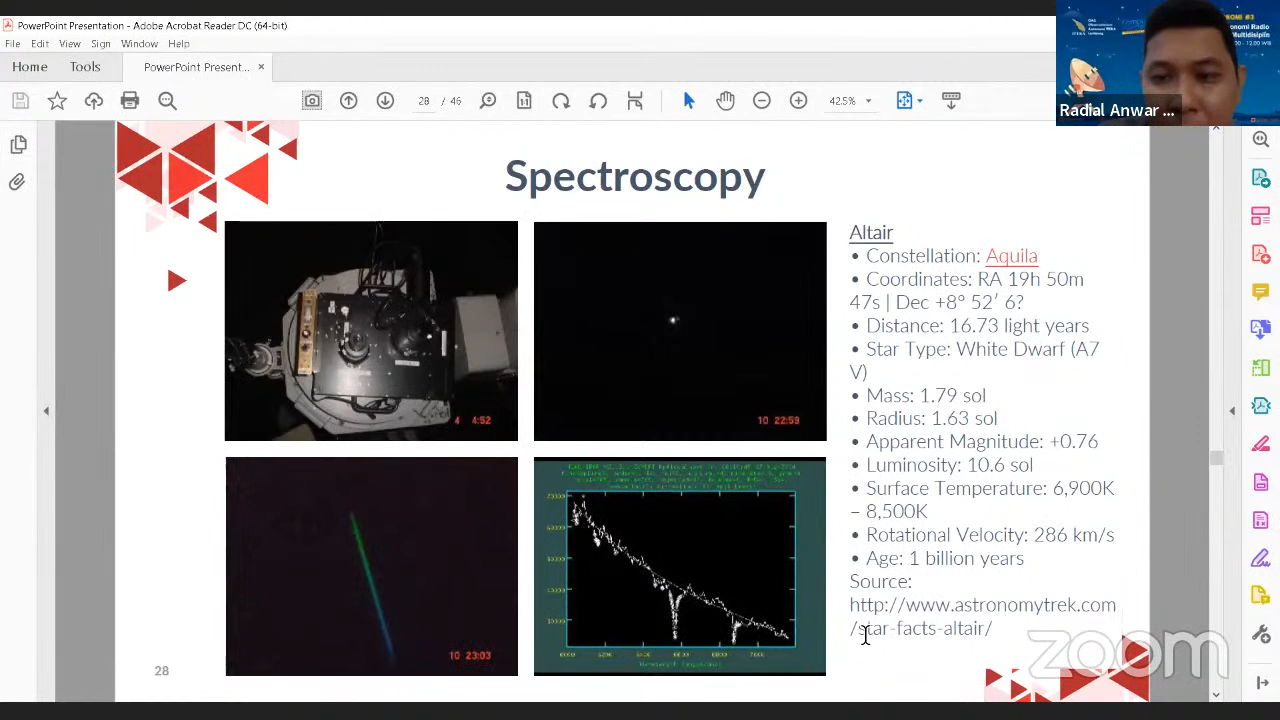 PowerPoint Presentation - Adobe Acrobat Reader DC (64-bit)
File Edit View Sign Window Help
Home Tools PowerPoint Present... ×
28 / 46 42.5%
Radial Anwar ...
Spectroscopy
Altair
• Constellation: Aquila
• Coordinates: RA 19h 50m
47s | Dec +8° 52′ 6?
• Distance: 16.73 light years
• Star Type: White Dwarf (A7
V)
• Mass: 1.79 sol
• Radius: 1.63 sol
• Apparent Magnitude: +0.76
• Luminosity: 10.6 sol
• Surface Temperature: 6,900K
– 8,500K
• Rotational Velocity: 286 km/s
• Age: 1 billion years
Source:
http://www.astronomytrek.com
/star-facts-altair/
4 4:52
10 22:59
10 23:03
28
zoom